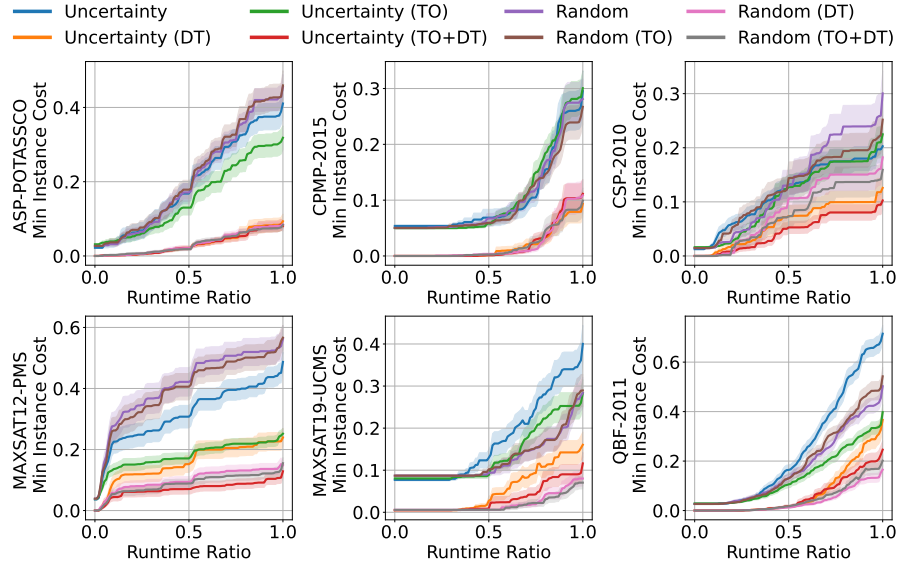 Uncertainty Uncertainty (TO) Random Random (DT)
Uncertainty (DT) Uncertainty (TO+DT) Random (TO) Random (TO+DT)
ASP-POTASSCO
Min Instance Cost
0.4
0.2
0.0
0.0 0.5 1.0
Runtime Ratio
CPMP-2015
Min Instance Cost
0.3
0.2
0.1
0.0
0.0 0.5 1.0
Runtime Ratio
CSP-2010
Min Instance Cost
0.3
0.2
0.1
0.0
0.0 0.5 1.0
Runtime Ratio
MAXSAT12-PMS
Min Instance Cost
0.6
0.4
0.2
0.0
0.0 0.5 1.0
Runtime Ratio
MAXSAT19-UCMS
Min Instance Cost
0.4
0.3
0.2
0.1
0.0
0.0 0.5 1.0
Runtime Ratio
QBF-2011
Min Instance Cost
0.6
0.4
0.2
0.0
0.0 0.5 1.0
Runtime Ratio